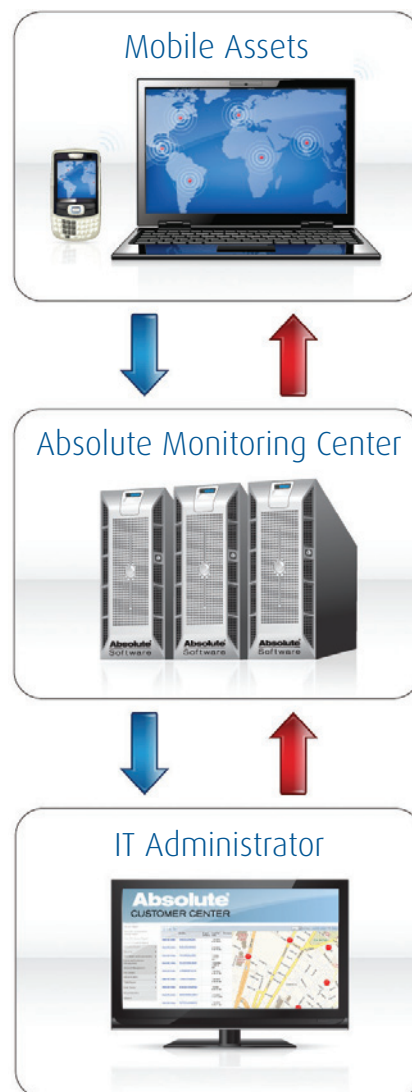 Mobile Assets
Absolute Monitoring Center
Absolute Software
Absolute Software
Absolute Software
IT Administrator
Absolute
CUSTOMER CENTER